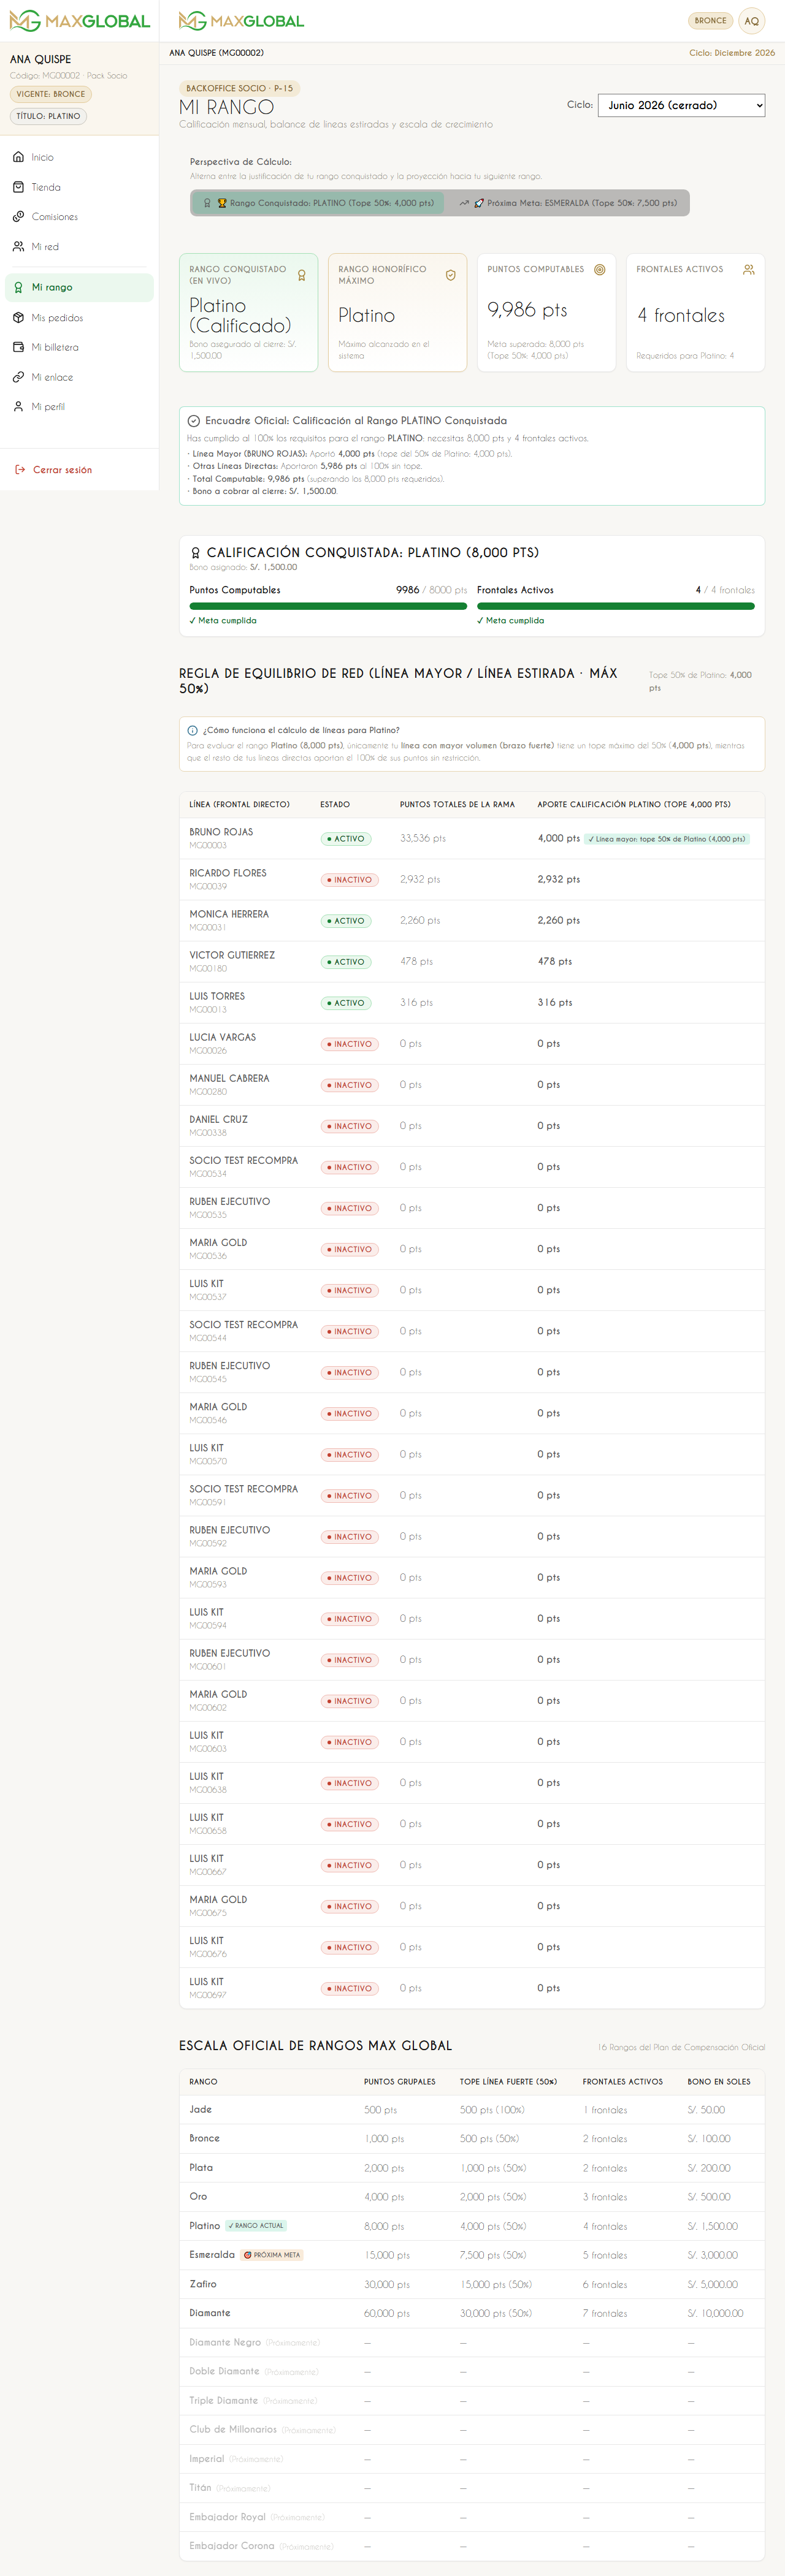 MAXGLOBAL
MAXGLOBAL
BRONCE
AQ
ANA QUISPE
Código: MG00002 · Pack Socio
VIGENTE: BRONCE
TÍTULO: PLATINO
Inicio
Tienda
Comisiones
Mi red
Mi rango
Mis pedidos
Mi billetera
Mi enlace
Mi perfil
Cerrar sesión
ANA QUISPE (MG00002)
Ciclo: Diciembre 2026
BACKOFFICE SOCIO · P-15
MI RANGO
Calificación mensual, balance de líneas estiradas y escala de crecimiento
Ciclo:
Junio 2026 (cerrado)
Perspectiva de Cálculo:
Alterna entre la justificación de tu rango conquistado y la proyección hacia tu siguiente rango.
🏆 Rango Conquistado: PLATINO (Tope 50%: 4,000 pts)
🚀 Próxima Meta: ESMERALDA (Tope 50%: 7,500 pts)
RANGO CONQUISTADO
(EN VIVO)
Platino
(Calificado)
Bono asegurado al cierre: S/.
1,500.00
RANGO HONORÍFICO
MÁXIMO
Platino
Máximo alcanzado en el
sistema
PUNTOS COMPUTABLES
9,986 pts
Meta superada: 8,000 pts
(Tope 50%: 4,000 pts)
FRONTALES ACTIVOS
4 frontales
Requeridos para Platino: 4
Encuadre Oficial: Calificación al Rango PLATINO Conquistada
Has cumplido al 100% los requisitos para el rango PLATINO: necesitas 8,000 pts y 4 frontales activos.
· Línea Mayor (BRUNO ROJAS): Aportó 4,000 pts (tope del 50% de Platino: 4,000 pts).
· Otras Líneas Directas: Aportaron 5,986 pts al 100% sin tope.
· Total Computable: 9,986 pts (superando los 8,000 pts requeridos).
· Bono a cobrar al cierre: S/. 1,500.00.
CALIFICACIÓN CONQUISTADA: PLATINO (8,000 PTS)
Bono asignado: S/. 1,500.00
Puntos Computables 9986 / 8000 pts
✓ Meta cumplida
Frontales Activos 4 / 4 frontales
✓ Meta cumplida
REGLA DE EQUILIBRIO DE RED (LÍNEA MAYOR / LÍNEA ESTIRADA · MÁX
50%)
Tope 50% de Platino: 4,000
pts
¿Cómo funciona el cálculo de líneas para Platino?
Para evaluar el rango Platino (8,000 pts), únicamente tu línea con mayor volumen (brazo fuerte) tiene un tope máximo del 50% (4,000 pts), mientras
que el resto de tus líneas directas aportan el 100% de sus puntos sin restricción.
LÍNEA (FRONTAL DIRECTO) ESTADO PUNTOS TOTALES DE LA RAMA APORTE CALIFICACIÓN PLATINO (TOPE 4,000 PTS)
BRUNO ROJAS
MG00003
ACTIVO 33,536 pts 4,000 pts ✓ Línea mayor: tope 50% de Platino (4,000 pts)
RICARDO FLORES
MG00039
INACTIVO 2,932 pts 2,932 pts
MONICA HERRERA
MG00031
ACTIVO 2,260 pts 2,260 pts
VICTOR GUTIERREZ
MG00180
ACTIVO 478 pts 478 pts
LUIS TORRES
MG00013
ACTIVO 316 pts 316 pts
LUCIA VARGAS
MG00026
INACTIVO 0 pts 0 pts
MANUEL CABRERA
MG00280
INACTIVO 0 pts 0 pts
DANIEL CRUZ
MG00338
INACTIVO 0 pts 0 pts
SOCIO TEST RECOMPRA
MG00534
INACTIVO 0 pts 0 pts
RUBEN EJECUTIVO
MG00535
INACTIVO 0 pts 0 pts
MARIA GOLD
MG00536
INACTIVO 0 pts 0 pts
LUIS KIT
MG00537
INACTIVO 0 pts 0 pts
SOCIO TEST RECOMPRA
MG00544
INACTIVO 0 pts 0 pts
RUBEN EJECUTIVO
MG00545
INACTIVO 0 pts 0 pts
MARIA GOLD
MG00546
INACTIVO 0 pts 0 pts
LUIS KIT
MG00570
INACTIVO 0 pts 0 pts
SOCIO TEST RECOMPRA
MG00591
INACTIVO 0 pts 0 pts
RUBEN EJECUTIVO
MG00592
INACTIVO 0 pts 0 pts
MARIA GOLD
MG00593
INACTIVO 0 pts 0 pts
LUIS KIT
MG00594
INACTIVO 0 pts 0 pts
RUBEN EJECUTIVO
MG00601
INACTIVO 0 pts 0 pts
MARIA GOLD
MG00602
INACTIVO 0 pts 0 pts
LUIS KIT
MG00603
INACTIVO 0 pts 0 pts
LUIS KIT
MG00638
INACTIVO 0 pts 0 pts
LUIS KIT
MG00658
INACTIVO 0 pts 0 pts
LUIS KIT
MG00667
INACTIVO 0 pts 0 pts
MARIA GOLD
MG00675
INACTIVO 0 pts 0 pts
LUIS KIT
MG00676
INACTIVO 0 pts 0 pts
LUIS KIT
MG00697
INACTIVO 0 pts 0 pts
ESCALA OFICIAL DE RANGOS MAX GLOBAL
16 Rangos del Plan de Compensación Oficial
RANGO PUNTOS GRUPALES TOPE LÍNEA FUERTE (50%) FRONTALES ACTIVOS BONO EN SOLES
Jade 500 pts 500 pts (100%) 1 frontales S/. 50.00
Bronce 1,000 pts 500 pts (50%) 2 frontales S/. 100.00
Plata 2,000 pts 1,000 pts (50%) 2 frontales S/. 200.00
Oro 4,000 pts 2,000 pts (50%) 3 frontales S/. 500.00
Platino ✓ RANGO ACTUAL 8,000 pts 4,000 pts (50%) 4 frontales S/. 1,500.00
Esmeralda 🎯 PRÓXIMA META 15,000 pts 7,500 pts (50%) 5 frontales S/. 3,000.00
Zafiro 30,000 pts 15,000 pts (50%) 6 frontales S/. 5,000.00
Diamante 60,000 pts 30,000 pts (50%) 7 frontales S/. 10,000.00
Diamante Negro (Próximamente) — — — —
Doble Diamante (Próximamente) — — — —
Triple Diamante (Próximamente) — — — —
Club de Millonarios (Próximamente) — — — —
Imperial (Próximamente) — — — —
Titán (Próximamente) — — — —
Embajador Royal (Próximamente) — — — —
Embajador Corona (Próximamente) — — — —